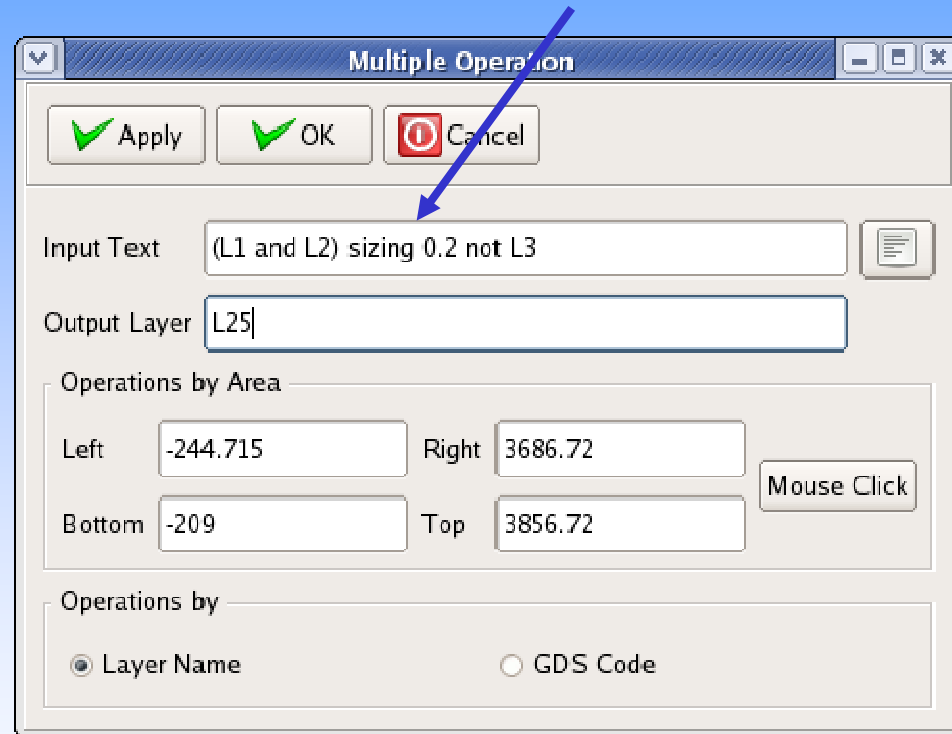 Multiple Operation
Apply OK Cancel
Input Text (L1 and L2) sizing 0.2 not L3
Output Layer L25
Operations by Area
Left -244.715 Right 3686.72
Mouse Click
Bottom -209 Top 3856.72
Operations by
Layer Name GDS Code